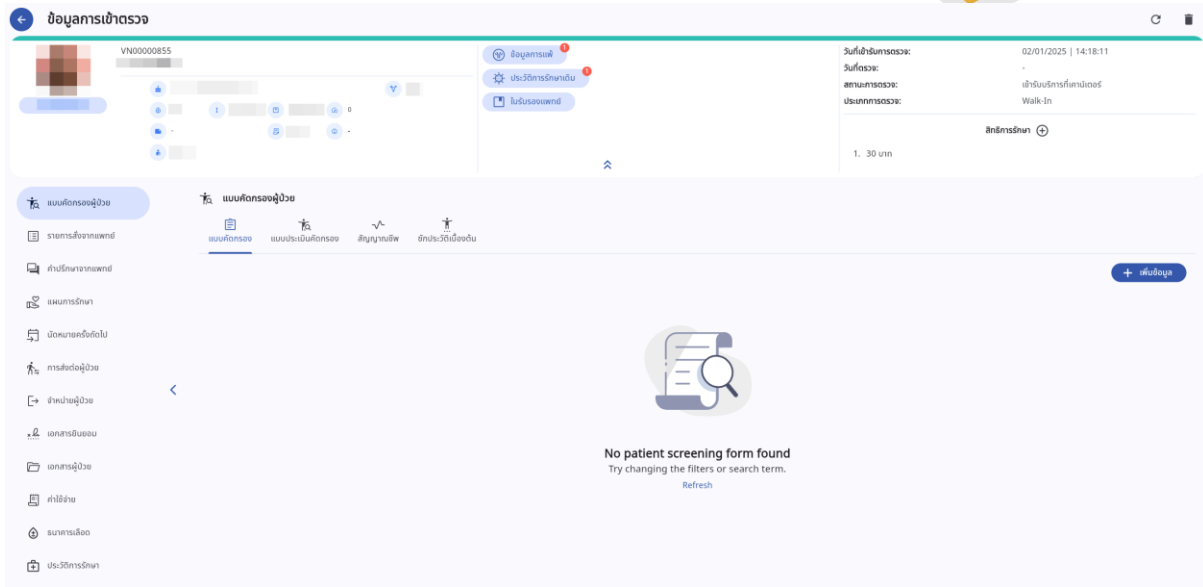 ข้อมูลการเข้าตรวจ
VN00000855
0
-
-
ข้อมูลการแพ้
1
ประวัติการรักษาเดิม
1
ใบรับรองแพทย์
วันที่เข้ารับการตรวจ: 02/01/2025 | 14:18:11
วันที่ตรวจ: -
สถานะการตรวจ: เข้ารับบริการที่เคาน์เตอร์
ประเภทการตรวจ: Walk-In
สิทธิการรักษา
1. 30 บาท
แบบคัดกรองผู้ป่วย
รายการสั่งจากแพทย์
คำปรึกษาจากแพทย์
แผนการรักษา
นัดหมายครั้งถัดไป
การส่งต่อผู้ป่วย
จำหน่ายผู้ป่วย
เอกสารยินยอม
เอกสารผู้ป่วย
ค่าใช้จ่าย
ธนาคารเลือด
ประวัติการรักษา
แบบคัดกรองผู้ป่วย
แบบคัดกรอง
แบบประเมินคัดกรอง
สัญญาณชีพ
ซักประวัติเบื้องต้น
+ เพิ่มข้อมูล
No patient screening form found
Try changing the filters or search term.
Refresh